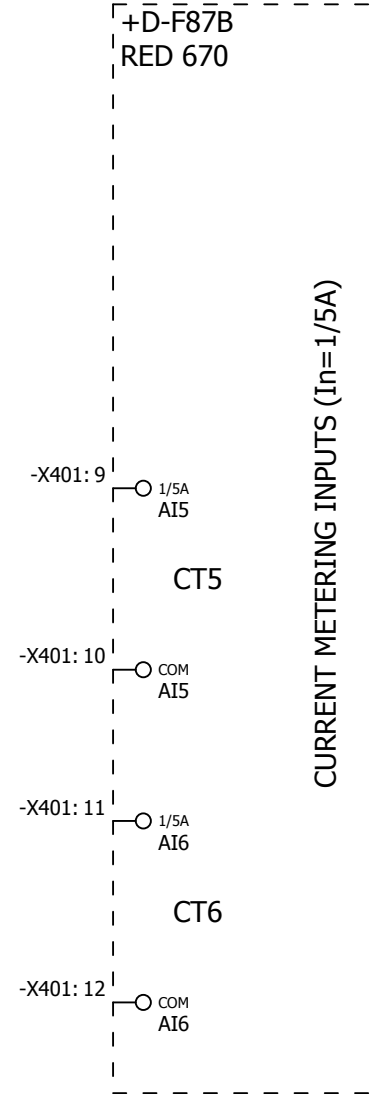 +D-F87B
RED 670
CURRENT METERING INPUTS (In=1/5A)
-X401: 9
1/5A
AI5
CT5
-X401: 10
COM
AI5
-X401: 11
1/5A
AI6
CT6
-X401: 12
COM
AI6